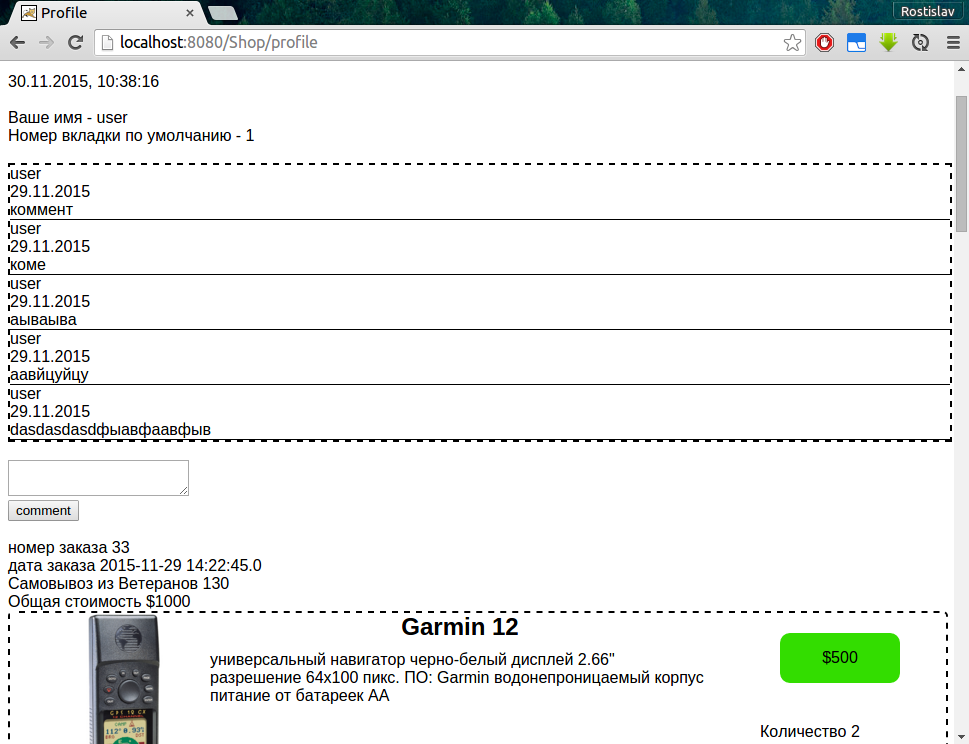 Profile
Rostislav
localhost:8080/Shop/profile
30.11.2015, 10:38:16
Ваше имя - user
Номер вкладки по умолчанию - 1
user
29.11.2015
коммент
user
29.11.2015
коме
user
29.11.2015
аываыва
user
29.11.2015
аавйцуйцу
user
29.11.2015
dasdasdasdфыавфаавфыв
comment
номер заказа 33
дата заказа 2015-11-29 14:22:45.0
Самовывоз из Ветеранов 130
Общая стоимость $1000
Garmin 12
$500
универсальный навигатор черно-белый дисплей 2.66"
разрешение 64x100 пикс. ПО: Garmin водонепроницаемый корпус
питание от батареек AA
Количество 2